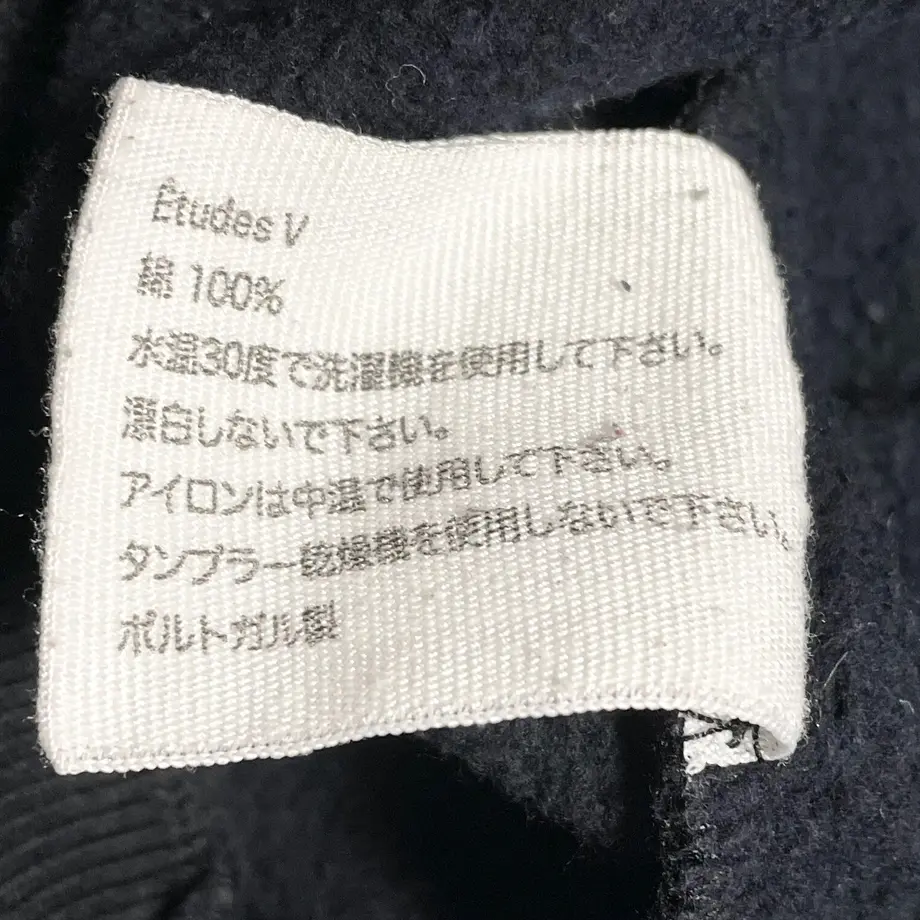 Études V
綿 100%
水温30度で洗濯機を使用して下さい。
漂白しないで下さい。
アイロンは中温で使用して下さい。
タンブラー乾燥機を使用しないで下さい。
ポルトガル製